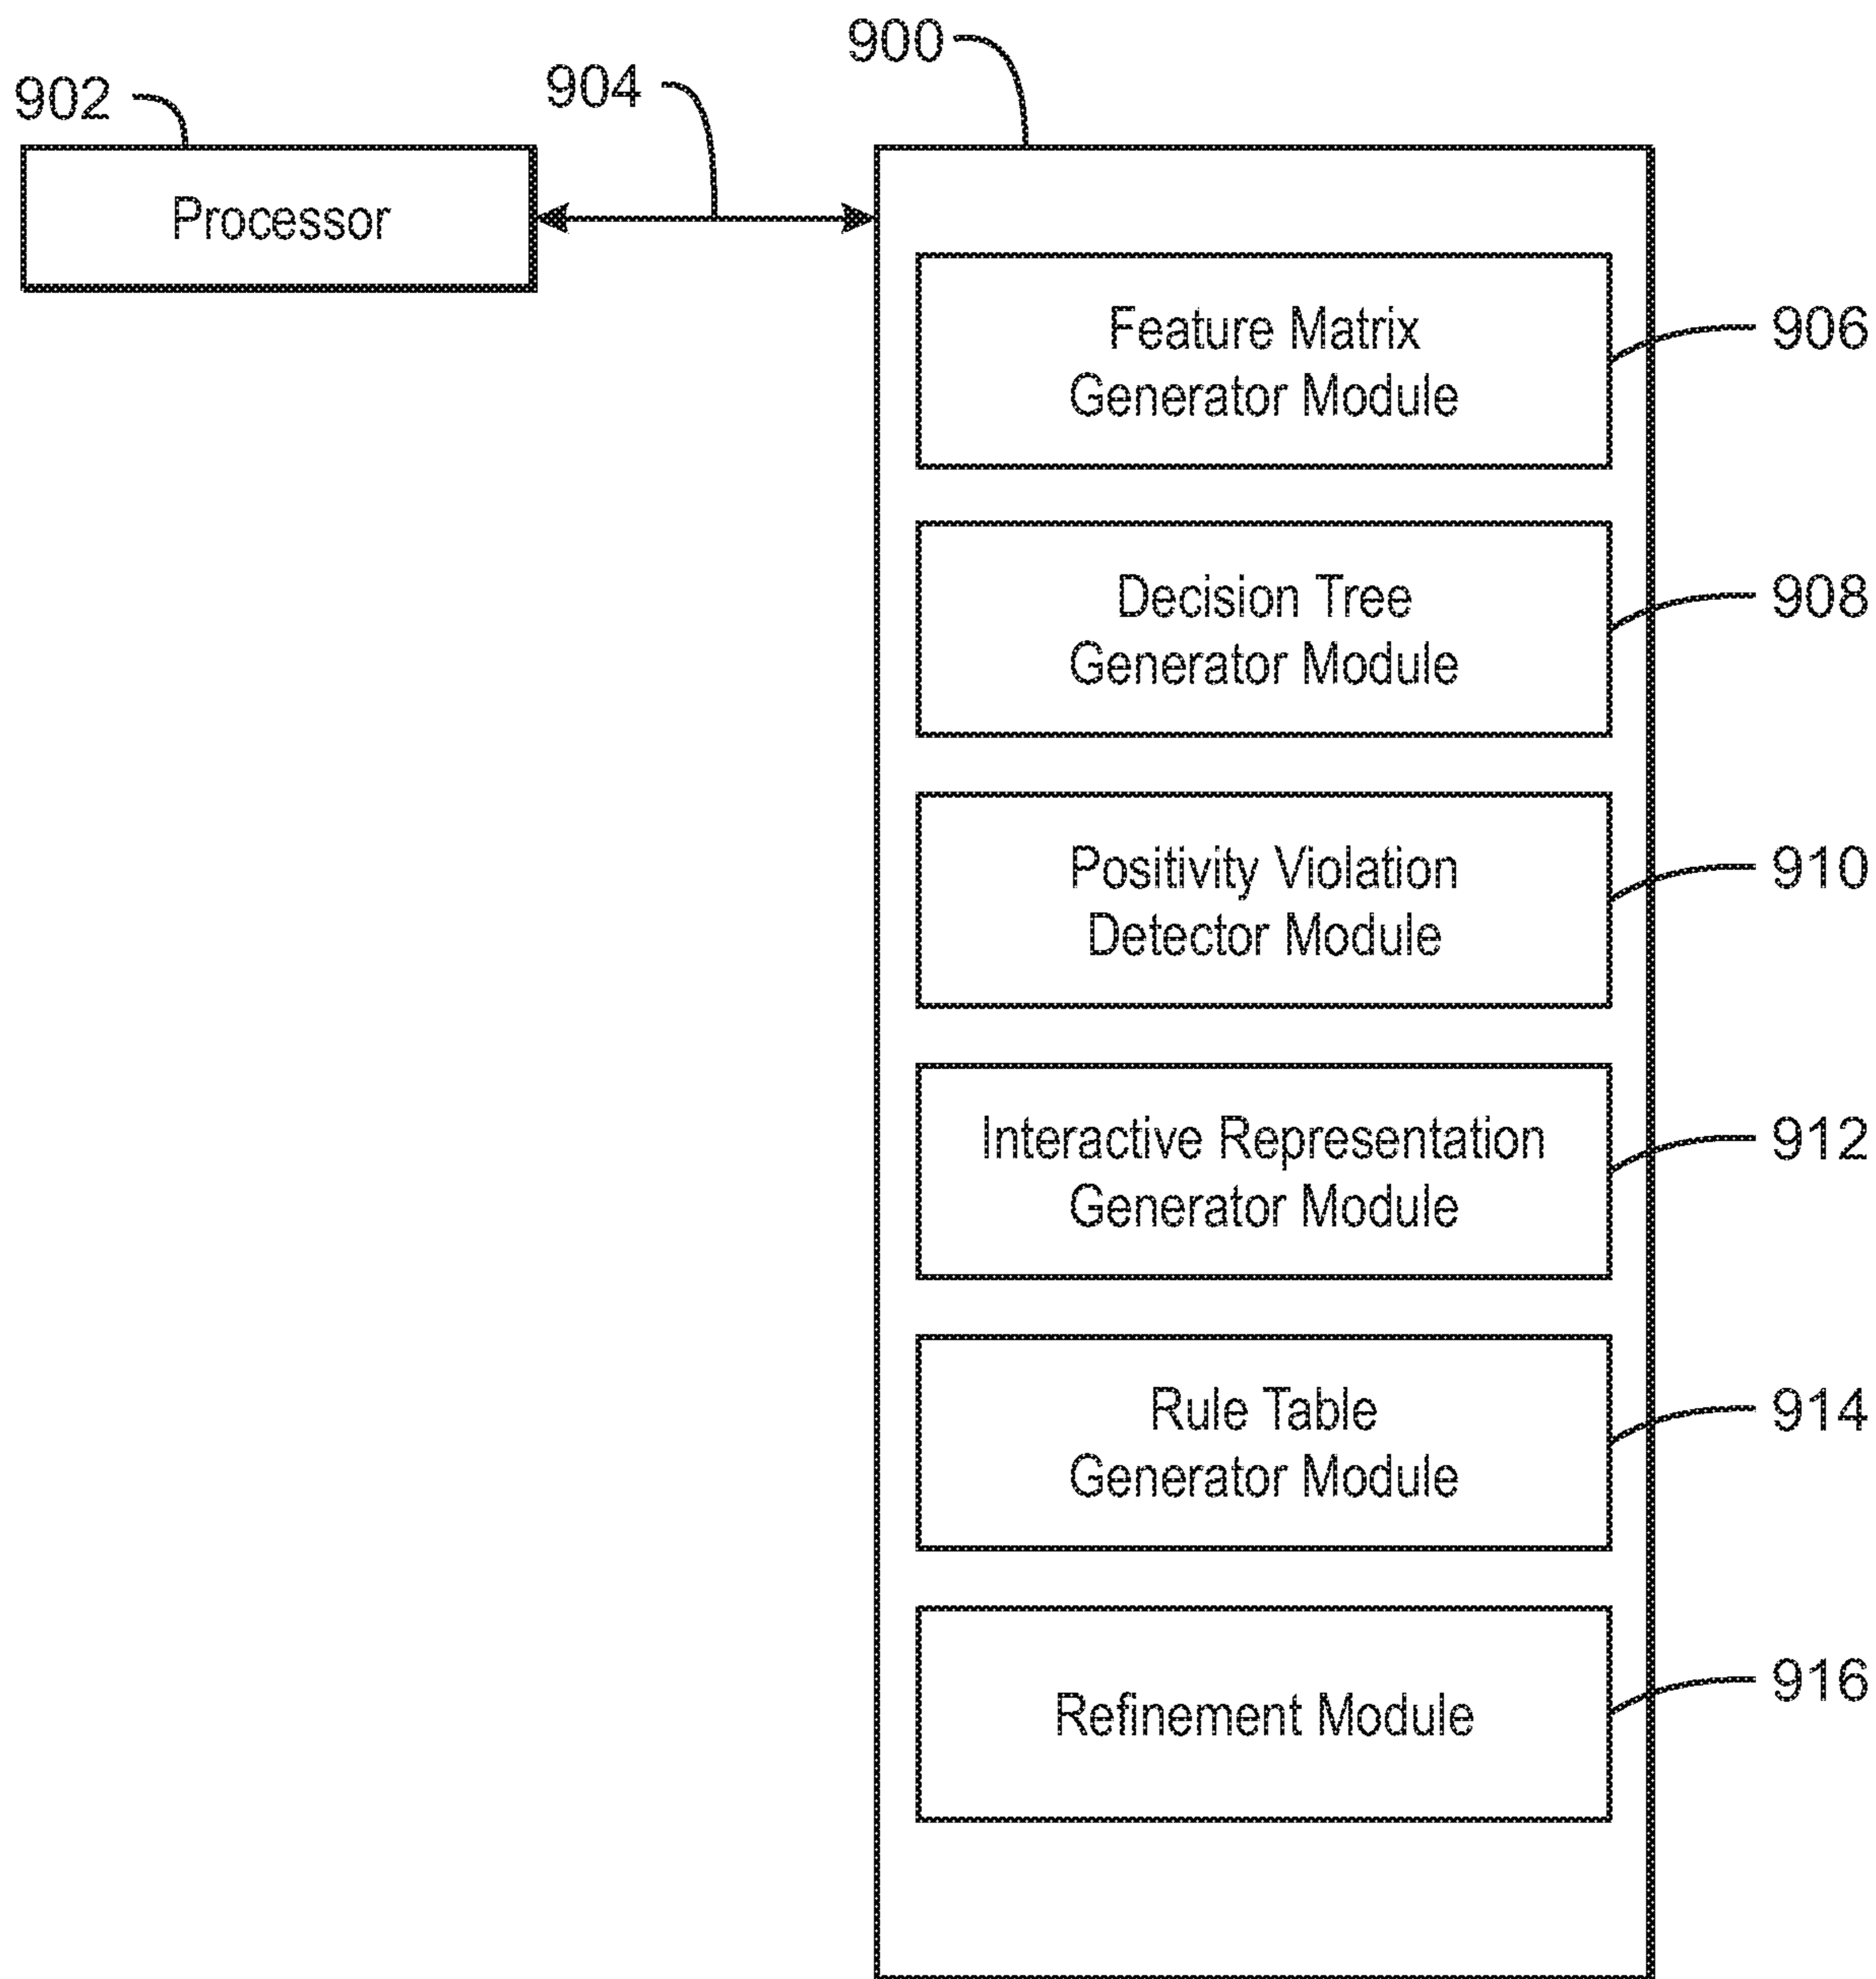 900
902
904
Processor
Feature Matrix
Generator Module
906
Decision Tree
Generator Module
908
Positivity Violation
Detector Module
910
Interactive Representation
Generator Module
912
Rule Table
Generator Module
914
Refinement Module
916